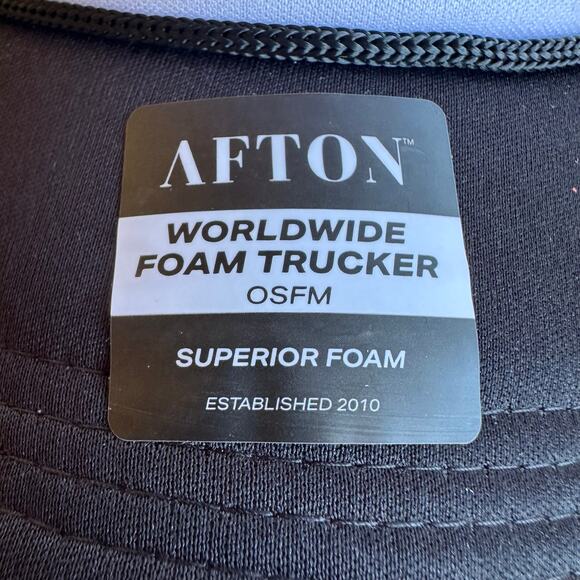 AFTON™
WORLDWIDE
FOAM TRUCKER
OSFM
SUPERIOR FOAM
ESTABLISHED 2010